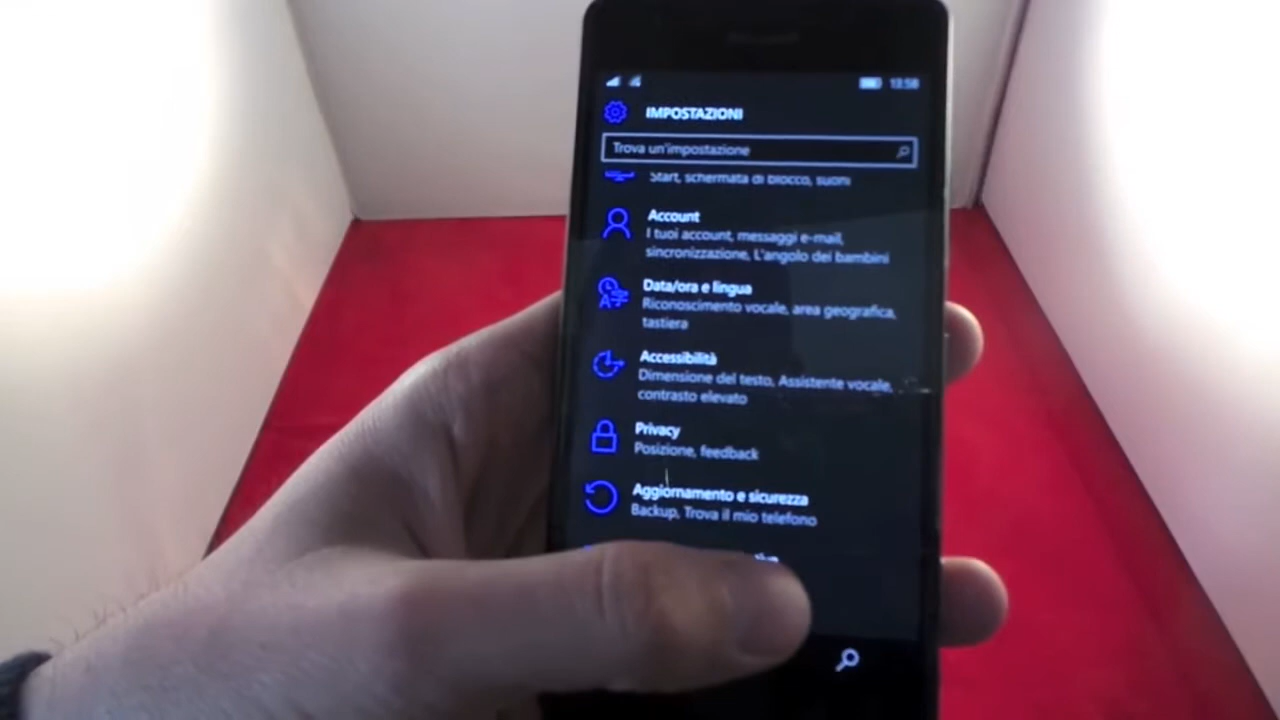 13:58
IMPOSTAZIONI
Trova un'impostazione
Start, schermata di blocco, suoni
Account
I tuoi account, messaggi e-mail,
sincronizzazione, L'angolo dei bambini
Data/ora e lingua
Riconoscimento vocale, area geografica,
tastiera
Accessibilità
Dimensione del testo, Assistente vocale,
contrasto elevato
Privacy
Posizione, feedback
Aggiornamento e sicurezza
Backup, Trova il mio telefono